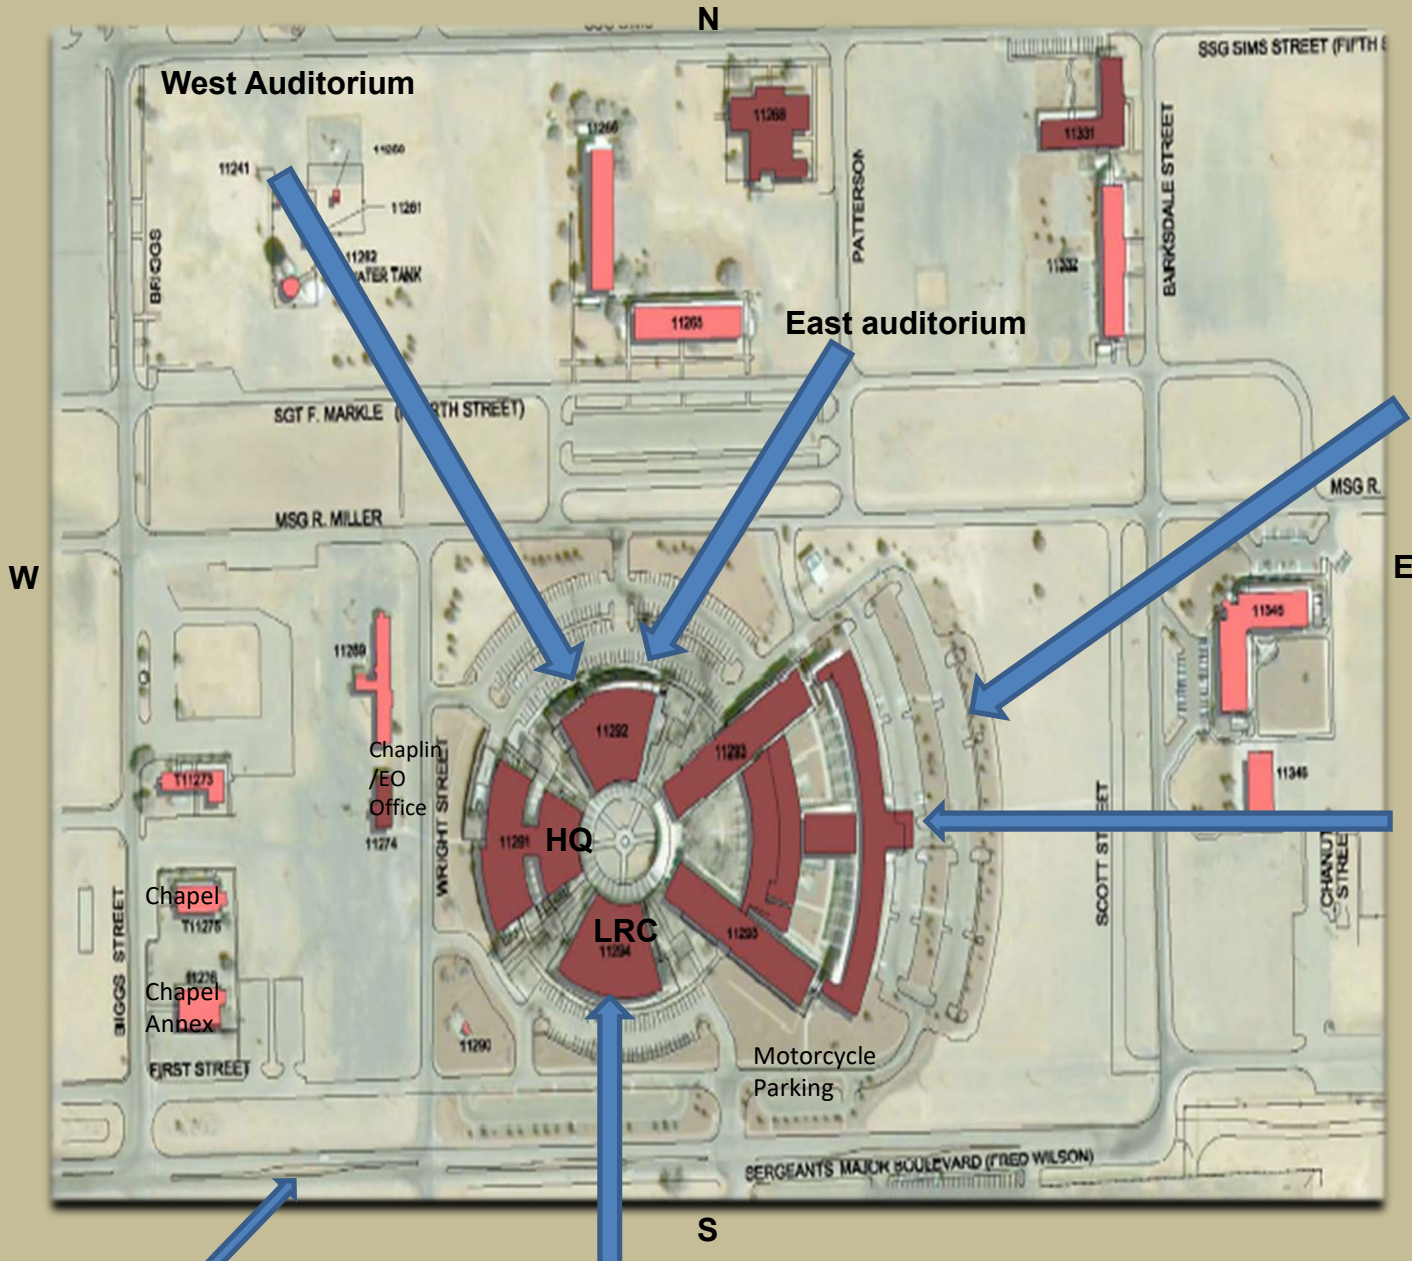 N
SSG SIMS STREET (FIFTH S
West Auditorium
11268
11266
11331
11260
11241
11261
PATTERSON
BARKSDALE STREET
BRIGGS
11262
WATER TANK
11332
11265
East auditorium
SGT F. MARKLE (
RTH STREET)
MSG R.
MSG R. MILLER
W
E
11345
11269
11292
11293
Chaplin
/EO
Office
WRIGHT STREET
T11273
11346
SCOTT ST
11274
11291
HQ
CHANUT
STREET
Chapel
T11275
BIGGS STREET
LRC
11294
11295
11276
Chapel
Annex
11290
FIRST STREET
Motorcycle
Parking
SERGEANTS MAJOR BOULEVARD (FRED WILSON)
S